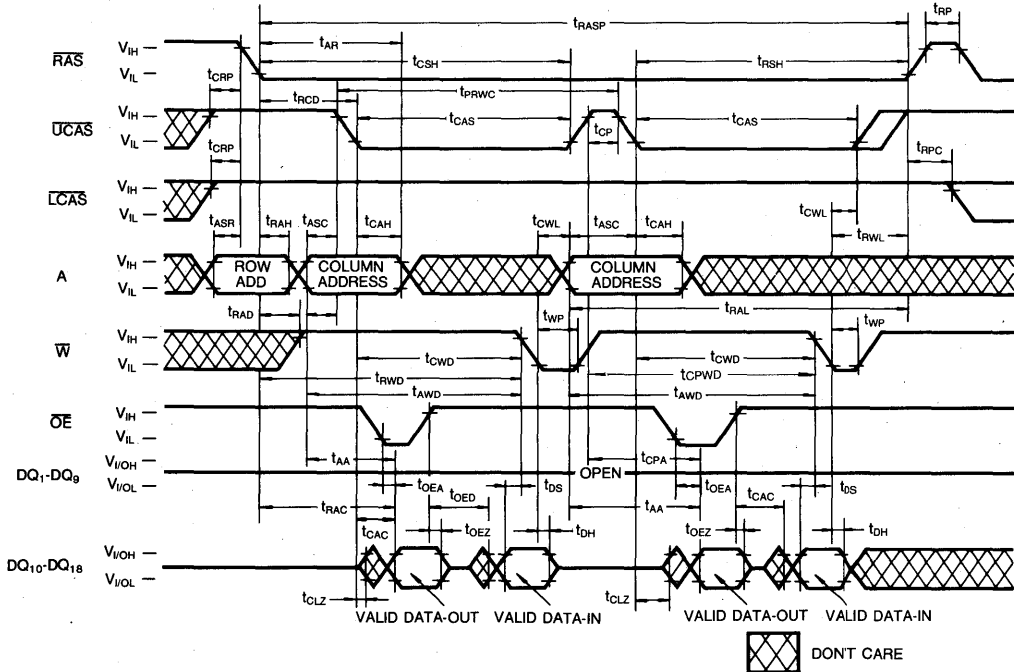 tRASP
tRP
tAR
RAS
VIH
VIL
tCSH
tRSH
tCRP
tRCD
tPRWC
UCAS
VIH
VIL
tCAS
tCP
tCAS
tCRP
tRPC
LCAS
VIH
VIL
tCWL
tRWL
tASR
tRAH
tASC
tCAH
tCWL
tASC
tCAH
A
VIH
VIL
ROW
ADD
COLUMN
ADDRESS
COLUMN
ADDRESS
tRAD
tRAL
tWP
tWP
W
VIH
VIL
tCWD
tCWD
tRWD
tCPWD
tAWD
tAWD
OE
VIH
VIL
tAA
tCPA
DQ1-DQ9
VI/OH
VI/OL
OPEN
tOEA
tDS
tOEA
tDS
tRAC
tOED
tAA
tCAC
tCAC
tOEZ
tDH
tOEZ
tDH
DQ10-DQ18
VI/OH
VI/OL
tCLZ
tCLZ
VALID DATA-OUT
VALID DATA-IN
VALID DATA-OUT
VALID DATA-IN
DON'T CARE